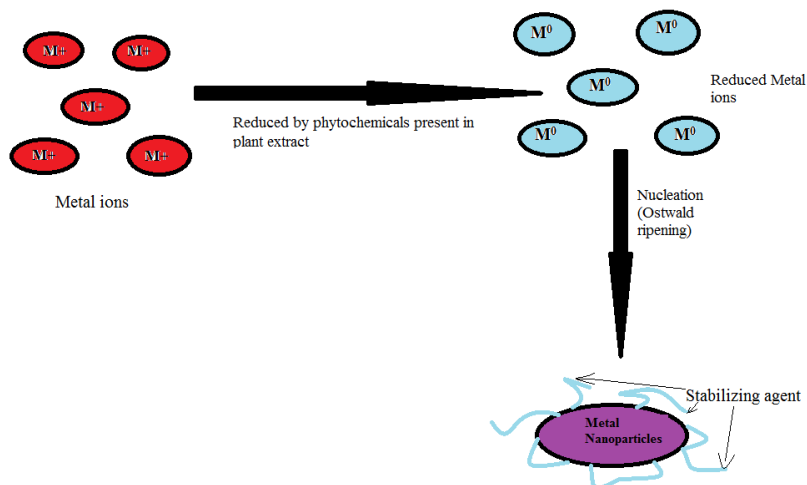 M+
M+
M+
M+
M+
Metal ions
Reduced by phytochemicals present in
plant extract
M⁰
M⁰
M⁰
M⁰
M⁰
Reduced Metal
ions
Nucleation
(Ostwald
ripening)
Stabilizing agent
Metal
Nanoparticles